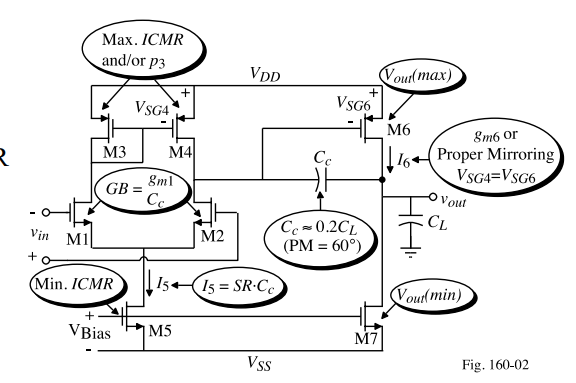 Max. ICMR
and/or p3
VDD
Vout(max)
+
+
VSG4
-
VSG6
-
M6
M3
M4
gm6 or
Proper Mirroring
VSG4=VSG6
R
I6
Cc
GB = gm1
Cc
vout
-
vin
M1
M2
CL
Cc ≈ 0.2CL
(PM = 60°)
+
Min. ICMR
I5
I5 = SR·Cc
Vout(min)
+
VBias
M5
M7
-
VSS
Fig. 160-02